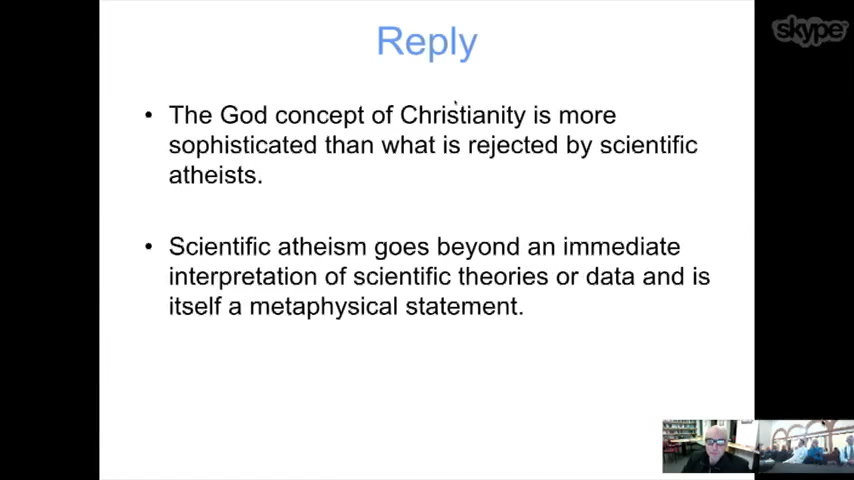 Reply
skype
• The God concept of Christianity is more
sophisticated than what is rejected by scientific
atheists.
• Scientific atheism goes beyond an immediate
interpretation of scientific theories or data and is
itself a metaphysical statement.